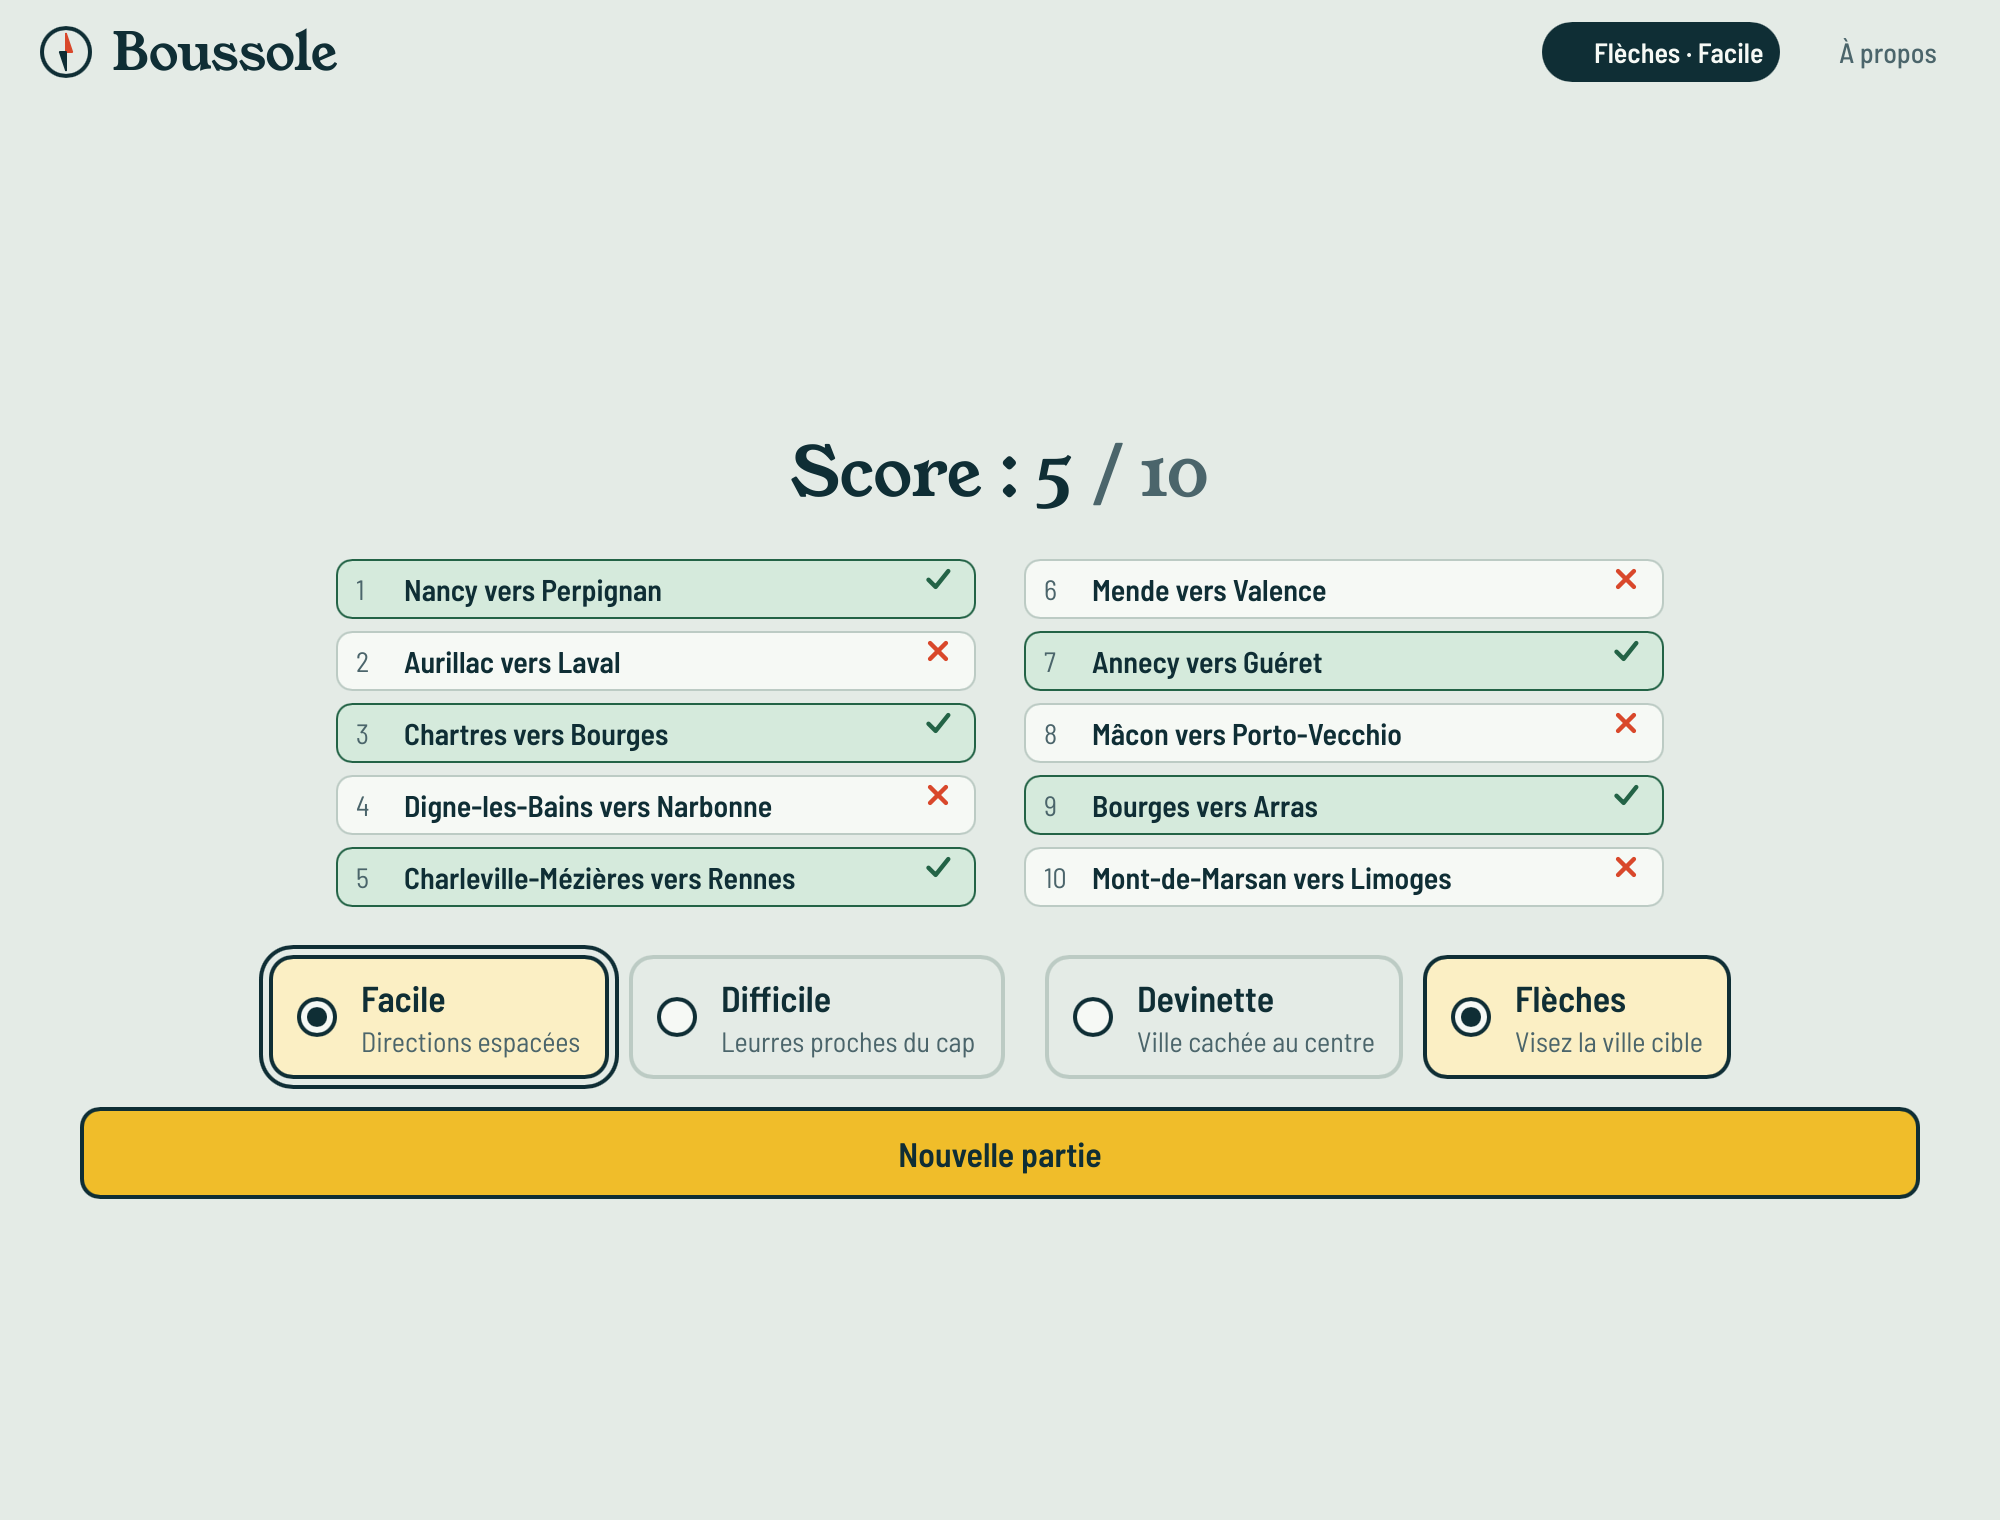 Boussole
Flèches · Facile
À propos
Score : 5 / 10
1 Nancy vers Perpignan
2 Aurillac vers Laval
3 Chartres vers Bourges
4 Digne-les-Bains vers Narbonne
5 Charleville-Mézières vers Rennes
6 Mende vers Valence
7 Annecy vers Guéret
8 Mâcon vers Porto-Vecchio
9 Bourges vers Arras
10 Mont-de-Marsan vers Limoges
Facile
Directions espacées
Difficile
Leurres proches du cap
Devinette
Ville cachée au centre
Flèches
Visez la ville cible
Nouvelle partie